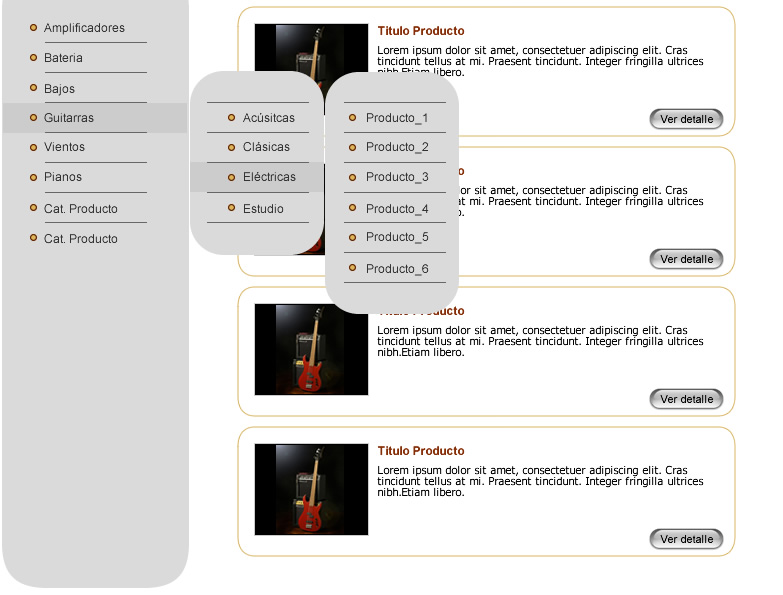 Amplificadores
Bateria
Bajos
Guitarras
Vientos
Pianos
Cat. Producto
Cat. Producto
Acúsitcas
Clásicas
Eléctricas
Estudio
Producto_1
Producto_2
Producto_3
Producto_4
Producto_5
Producto_6
Titulo Producto
Lorem ipsum dolor sit amet, consectetuer adipiscing elit. Cras
tincidunt tellus at mi. Praesent tincidunt. Integer fringilla ultrices
nibh.Etiam libero.
Ver detalle
dolor sit amet, consectetuer adipiscing elit. Cras
at mi. Praesent tincidunt. Integer fringilla ultrices
Ver detalle
Titulo Producto
Lorem ipsum dolor sit amet, consectetuer adipiscing elit. Cras
tincidunt tellus at mi. Praesent tincidunt. Integer fringilla ultrices
nibh.Etiam libero.
Ver detalle
Titulo Producto
Lorem ipsum dolor sit amet, consectetuer adipiscing elit. Cras
tincidunt tellus at mi. Praesent tincidunt. Integer fringilla ultrices
nibh.Etiam libero.
Ver detalle